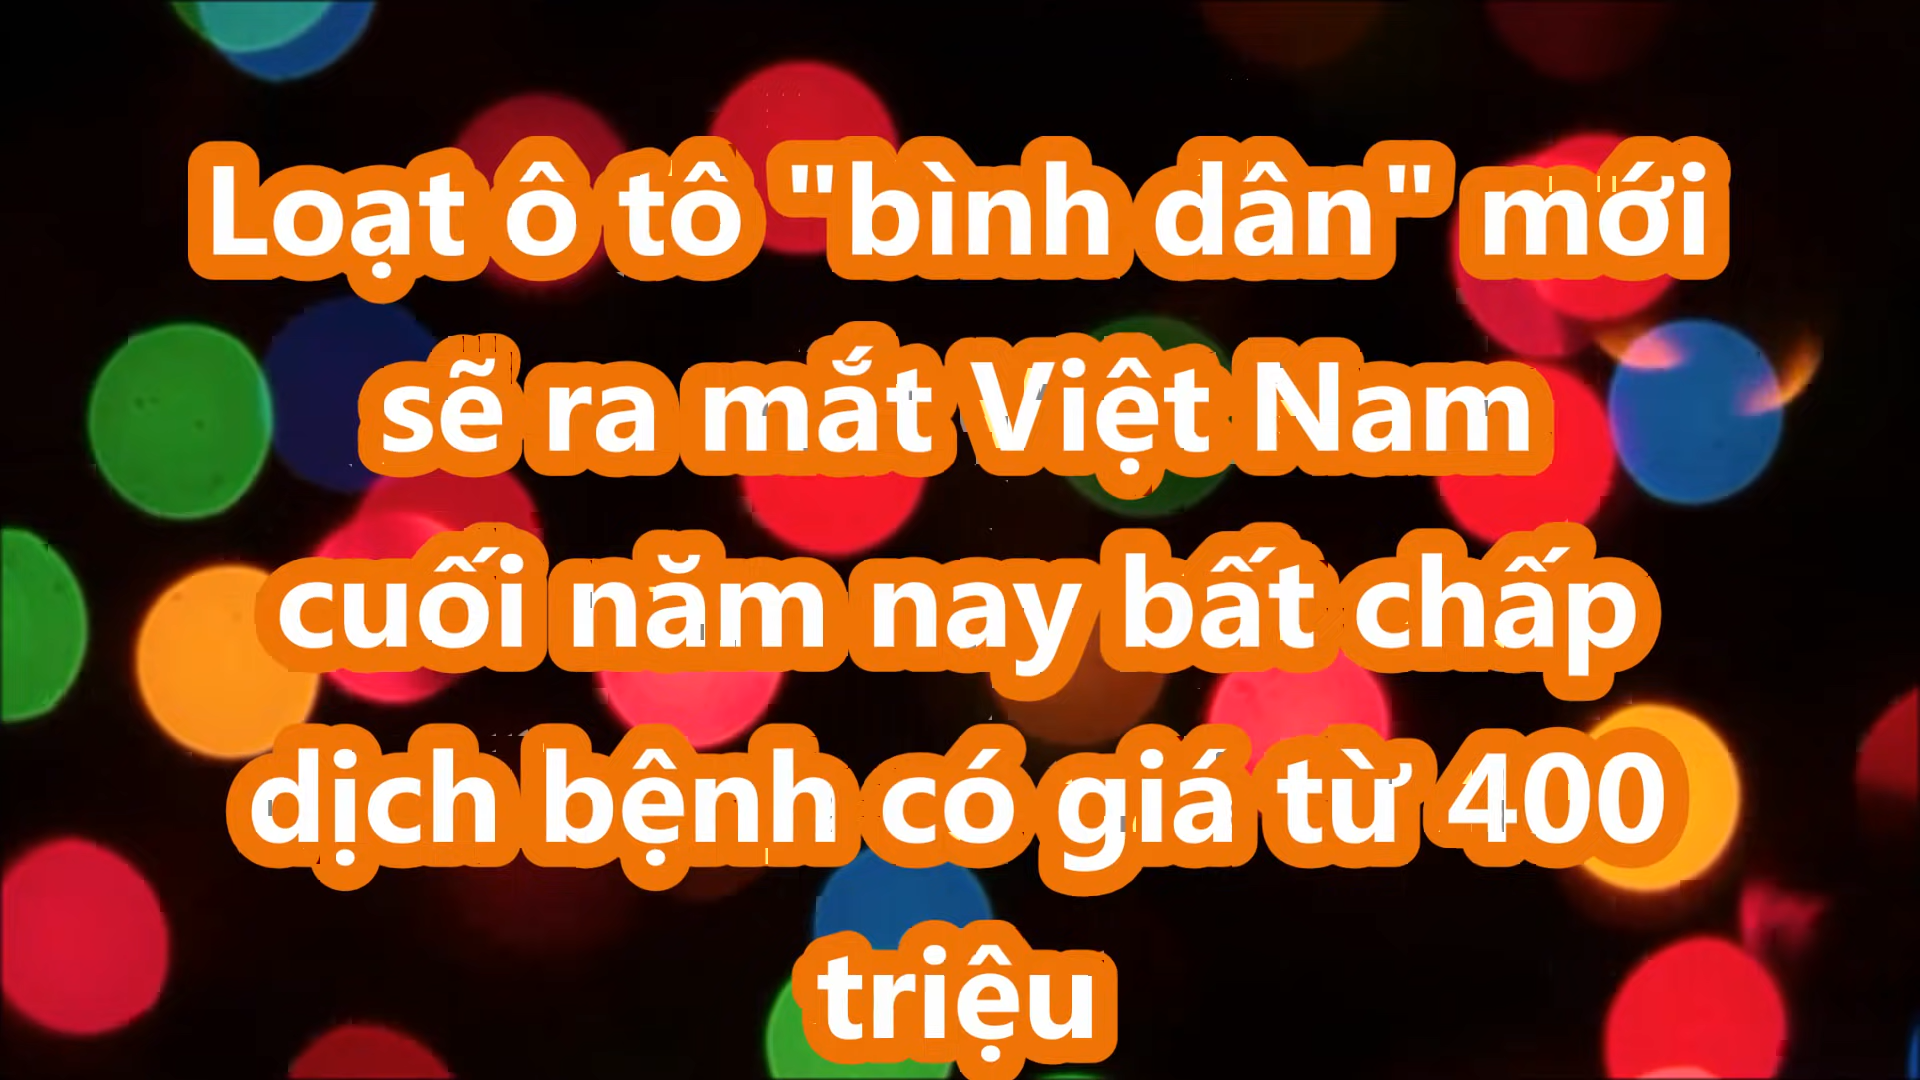 Loạt ô tô "bình dân" mới
sẽ ra mắt Việt Nam
cuối năm nay bất chấp
dịch bệnh có giá từ 400
triệu